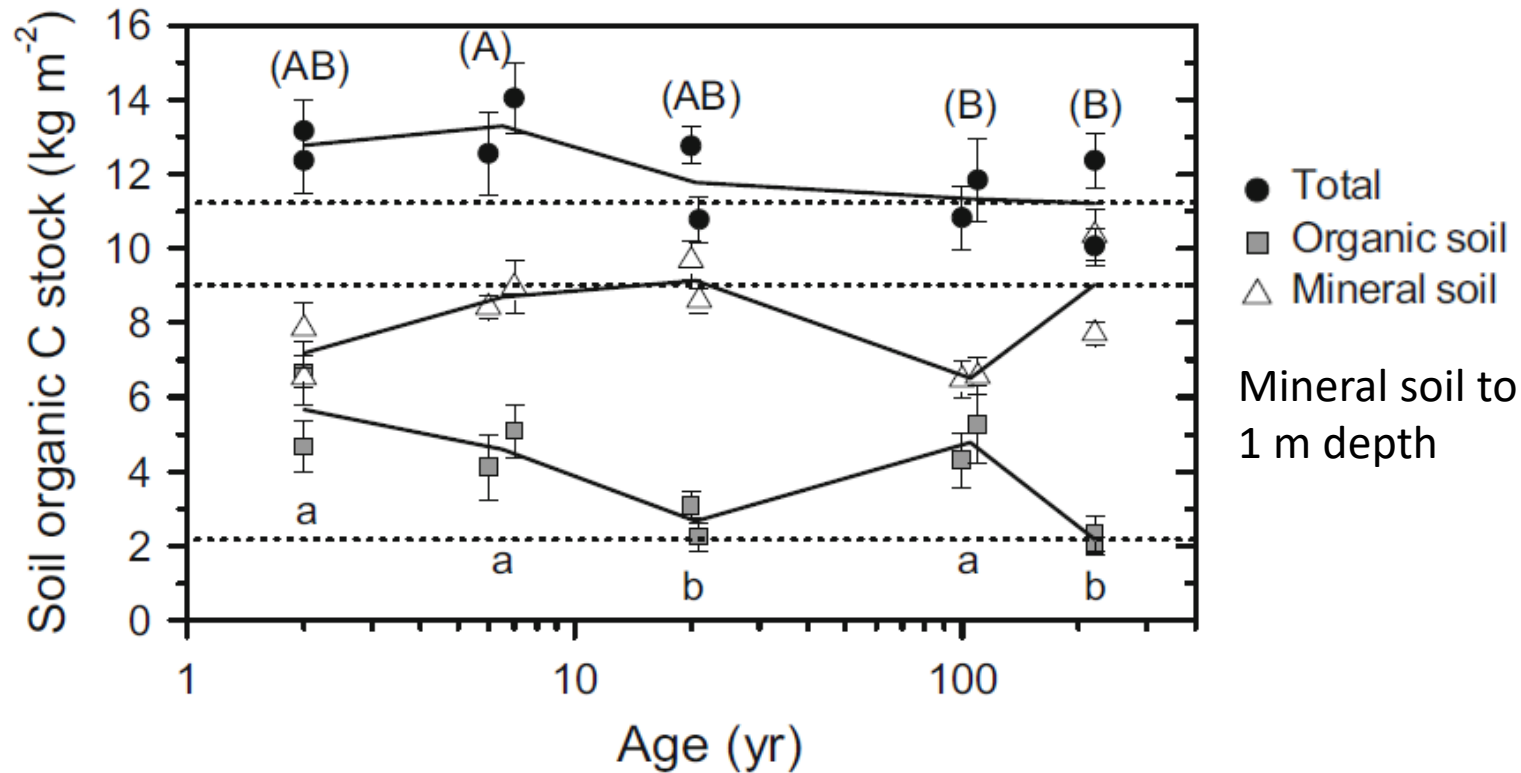 Soil organic C stock (kg m⁻²)
16
14
12
10
8
6
4
2
0
(AB)
(A)
(AB)
(B)
(B)
a
a
b
a
b
1
10
100
Age (yr)
Total
Organic soil
Mineral soil
Mineral soil to
1 m depth